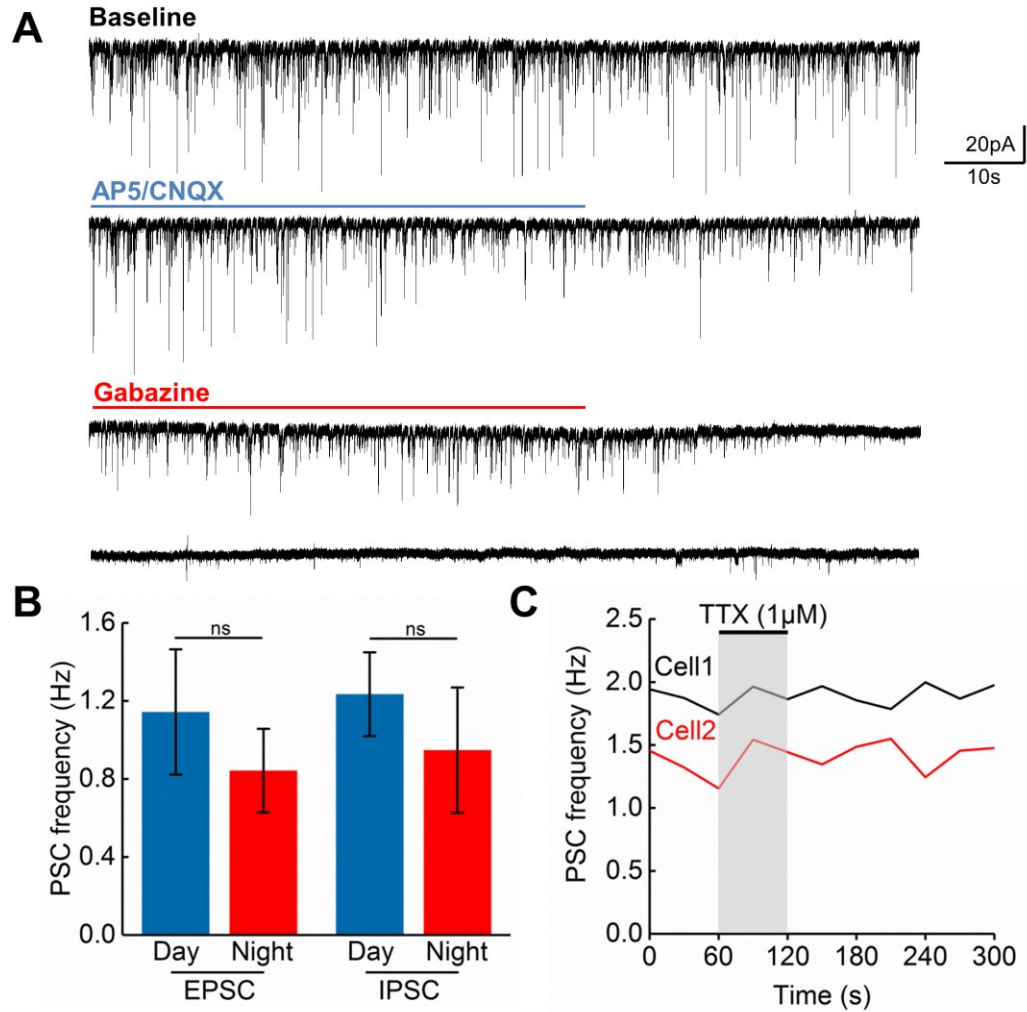 A
Baseline
20pA
10s
AP5/CNQX
Gabazine
B
PSC frequency (Hz)
1.6
1.2
0.8
0.4
0.0
ns
ns
Day Night Day Night
EPSC IPSC
C
PSC frequency (Hz)
2.5
2.0
1.5
1.0
0.5
0.0
TTX (1µM)
Cell1
Cell2
0 60 120 180 240 300
Time (s)